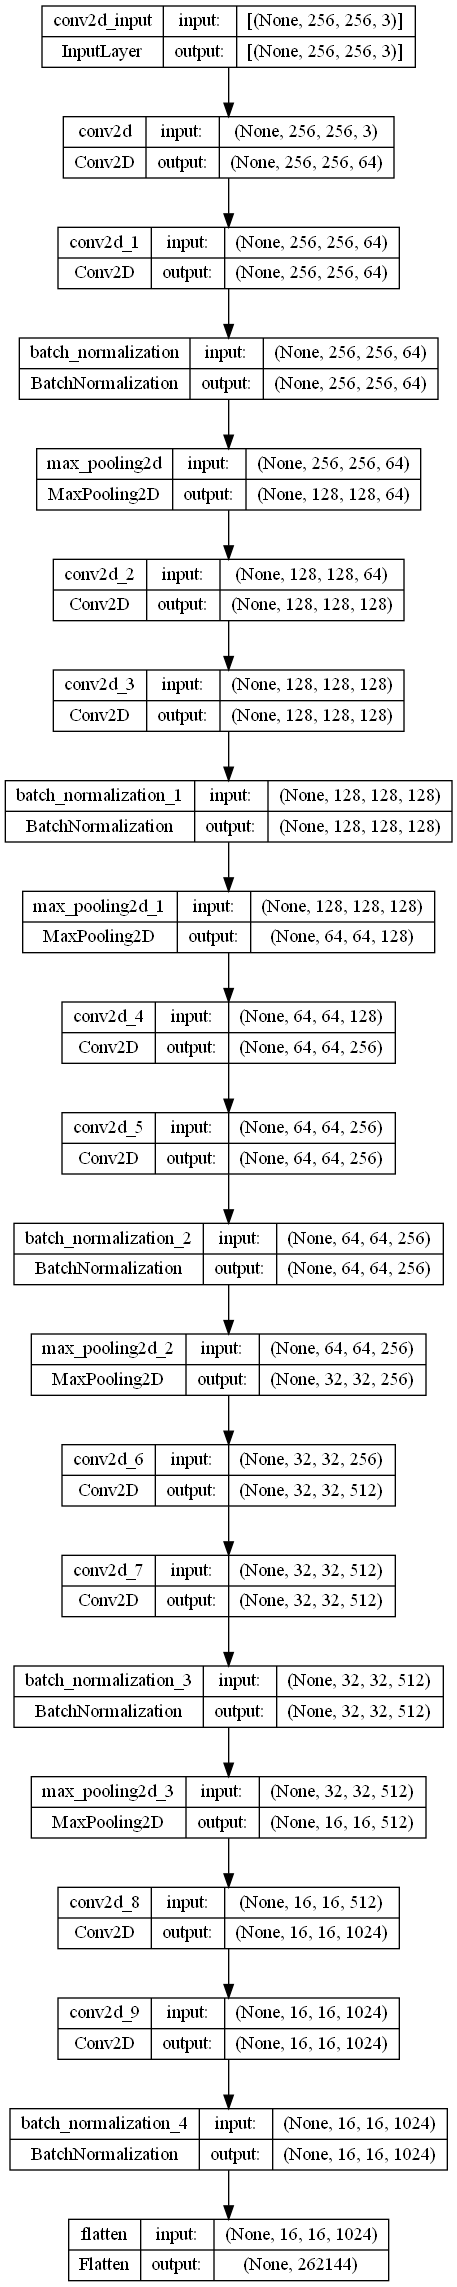 conv2d_input input: [(None, 256, 256, 3)]
InputLayer output: [(None, 256, 256, 3)]
conv2d input: (None, 256, 256, 3)
Conv2D output: (None, 256, 256, 64)
conv2d_1 input: (None, 256, 256, 64)
Conv2D output: (None, 256, 256, 64)
batch_normalization input: (None, 256, 256, 64)
BatchNormalization output: (None, 256, 256, 64)
max_pooling2d input: (None, 256, 256, 64)
MaxPooling2D output: (None, 128, 128, 64)
conv2d_2 input: (None, 128, 128, 64)
Conv2D output: (None, 128, 128, 128)
conv2d_3 input: (None, 128, 128, 128)
Conv2D output: (None, 128, 128, 128)
batch_normalization_1 input: (None, 128, 128, 128)
BatchNormalization output: (None, 128, 128, 128)
max_pooling2d_1 input: (None, 128, 128, 128)
MaxPooling2D output: (None, 64, 64, 128)
conv2d_4 input: (None, 64, 64, 128)
Conv2D output: (None, 64, 64, 256)
conv2d_5 input: (None, 64, 64, 256)
Conv2D output: (None, 64, 64, 256)
batch_normalization_2 input: (None, 64, 64, 256)
BatchNormalization output: (None, 64, 64, 256)
max_pooling2d_2 input: (None, 64, 64, 256)
MaxPooling2D output: (None, 32, 32, 256)
conv2d_6 input: (None, 32, 32, 256)
Conv2D output: (None, 32, 32, 512)
conv2d_7 input: (None, 32, 32, 512)
Conv2D output: (None, 32, 32, 512)
batch_normalization_3 input: (None, 32, 32, 512)
BatchNormalization output: (None, 32, 32, 512)
max_pooling2d_3 input: (None, 32, 32, 512)
MaxPooling2D output: (None, 16, 16, 512)
conv2d_8 input: (None, 16, 16, 512)
Conv2D output: (None, 16, 16, 1024)
conv2d_9 input: (None, 16, 16, 1024)
Conv2D output: (None, 16, 16, 1024)
batch_normalization_4 input: (None, 16, 16, 1024)
BatchNormalization output: (None, 16, 16, 1024)
flatten input: (None, 16, 16, 1024)
Flatten output: (None, 262144)